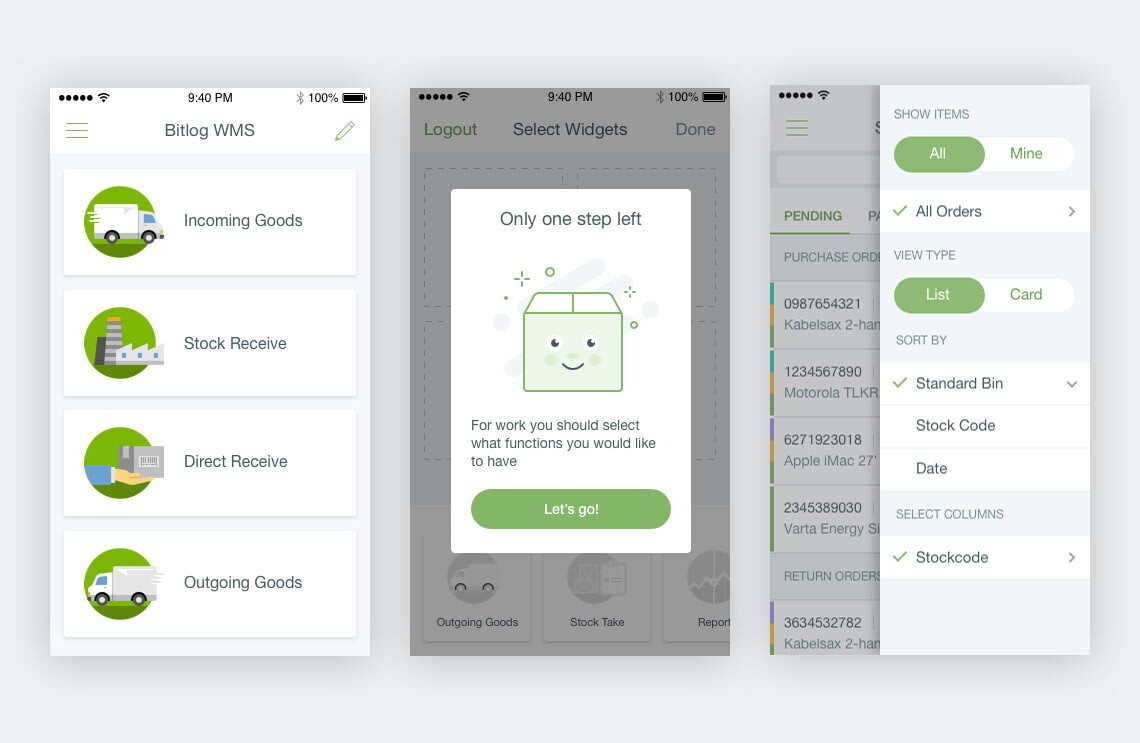 9:40 PM
100%
Bitlog WMS
Incoming Goods
Stock Receive
Direct Receive
Outgoing Goods
9:40 PM
100%
Logout
Select Widgets
Done
Only one step left
For work you should select
what functions you would like
to have
Let's go!
Outgoing Goods
Stock Take
Report
PENDING
PURCHASE ORDE
0987654321
Kabelsax 2-han
1234567890
Motorola TLKR
6271923018
Apple iMac 27'
2345389030
Varta Energy Si
RETURN ORDERS
3634532782
Kabelsax 2-han
SHOW ITEMS
All
Mine
All Orders
VIEW TYPE
List
Card
SORT BY
Standard Bin
Stock Code
Date
SELECT COLUMNS
Stockcode